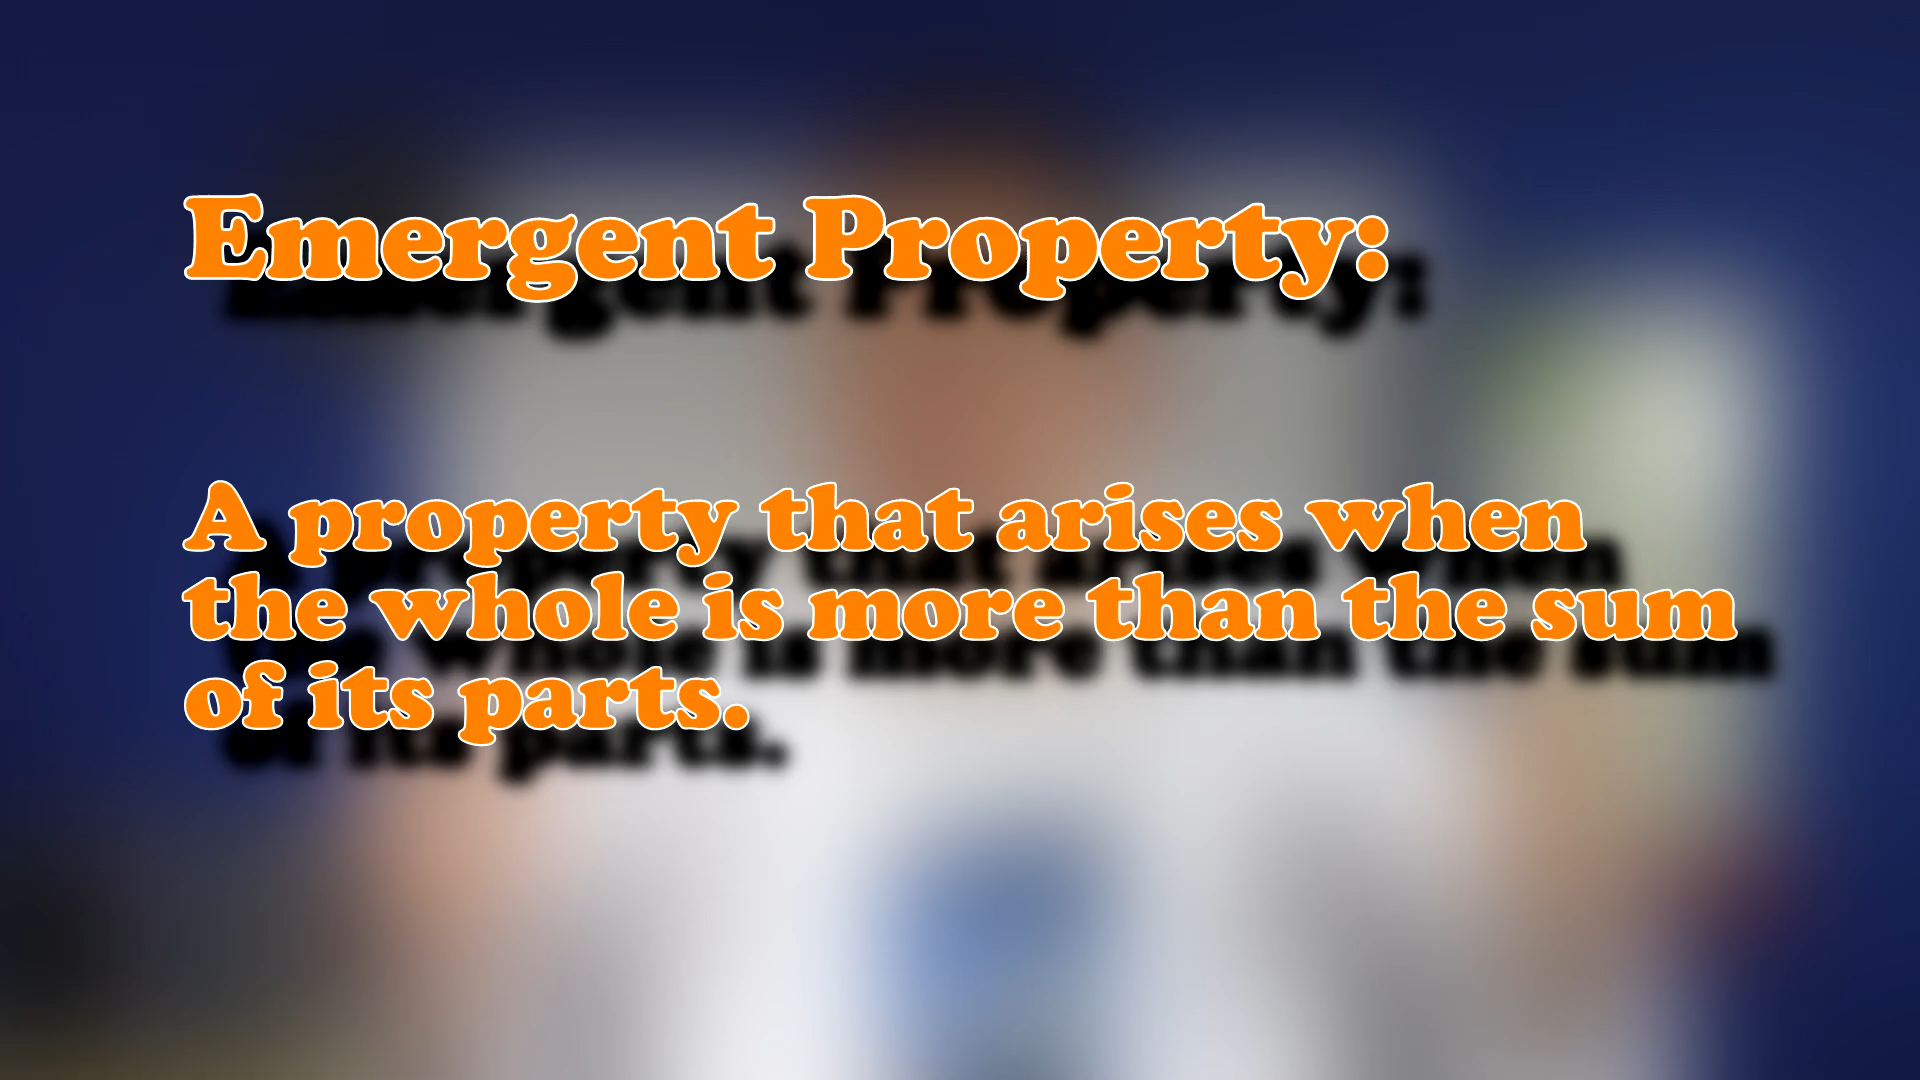 Emergent Property:
A property that arises when
the whole is more than the sum
of its parts.